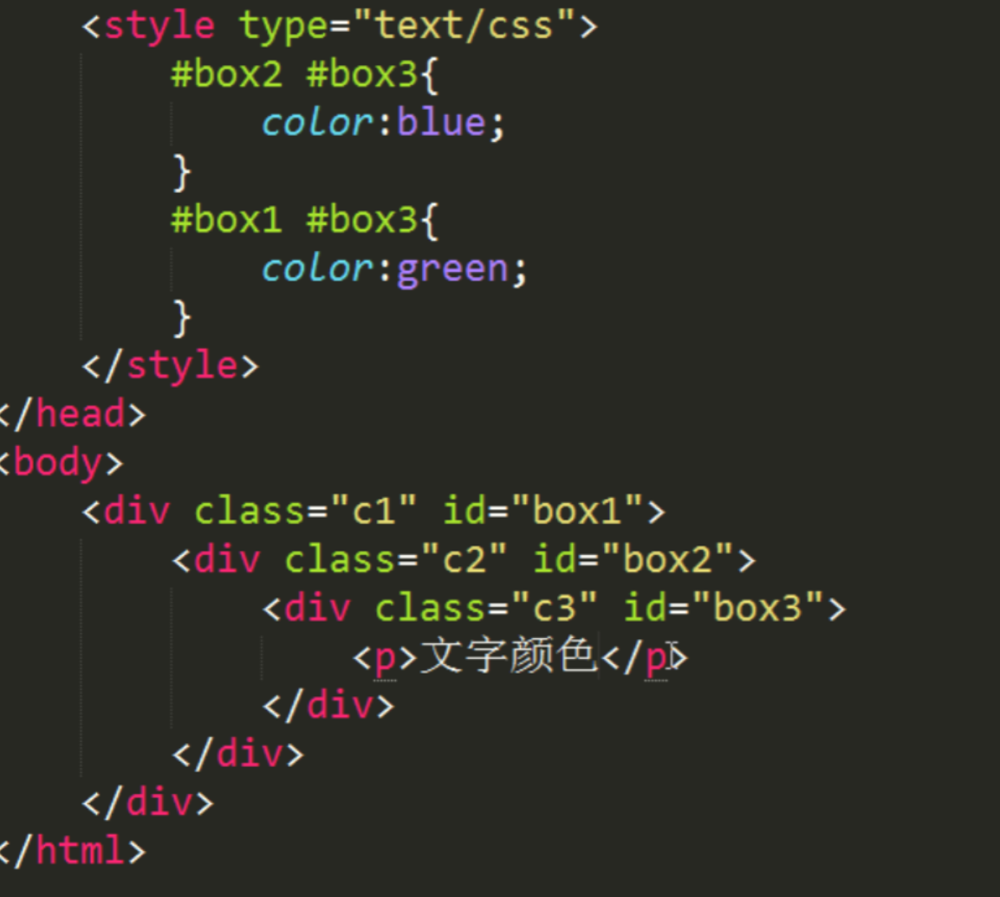 <style type="text/css">
#box2 #box3{
color:blue;
}
#box1 #box3{
color:green;
}
</style>
</head>
<body>
<div class="c1" id="box1">
<div class="c2" id="box2">
<div class="c3" id="box3">
<p>文字颜色</p>
</div>
</div>
</div>
</html>